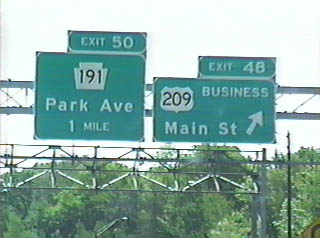 EXIT 50
191
Park Ave
1 MILE
EXIT 48
209 BUSINESS
Main St